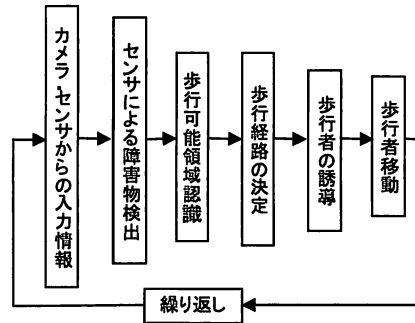 カメラ,センサからの入力情報
センサによる障害物検出
歩行可能領域認識
歩行経路の決定
歩行者の誘導
歩行者移動
繰り返し